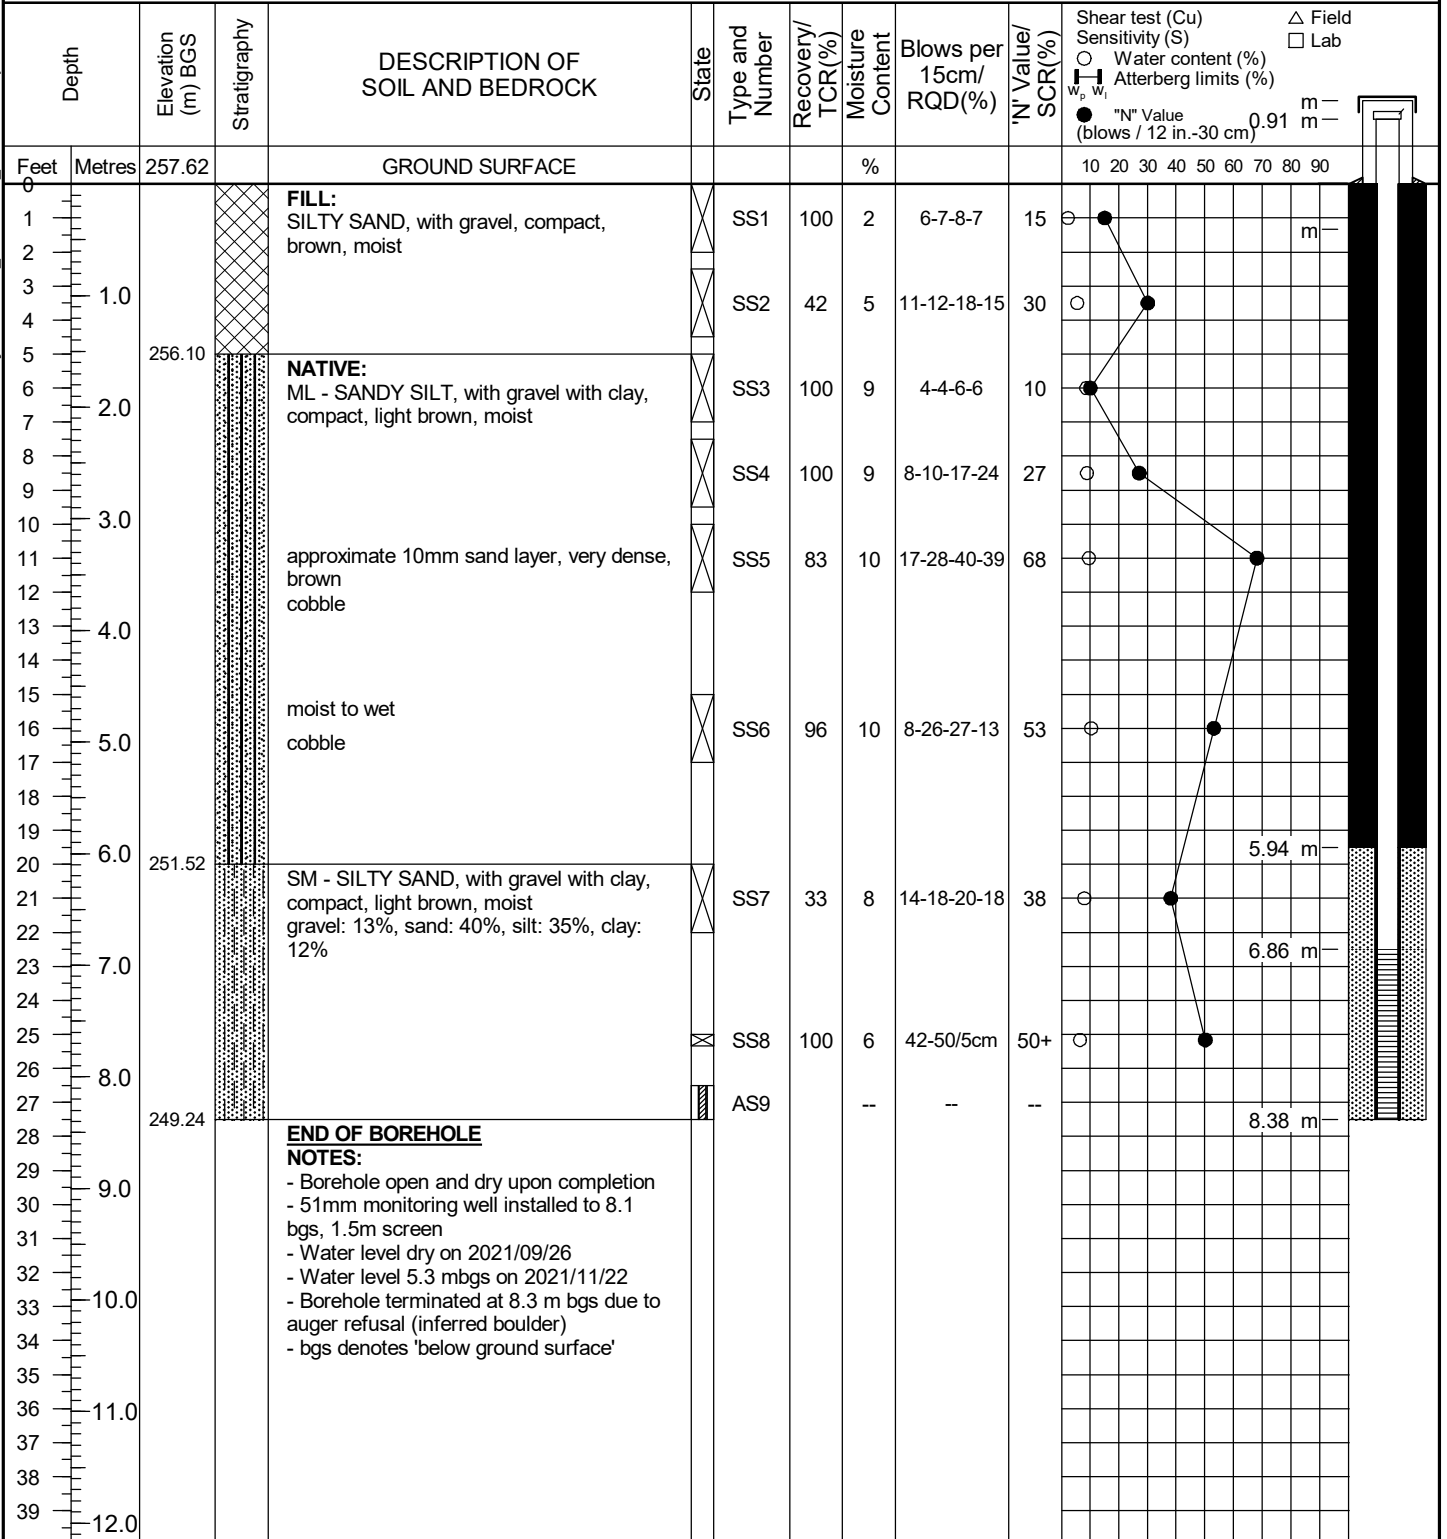 Depth
Elevation
(m) BGS
Stratigraphy
DESCRIPTION OF
SOIL AND BEDROCK
State
Type and
Number
Recovery/
TCR(%)
Moisture
Content
Blows per
15cm/
RQD(%)
'N' Value/
SCR(%)
Shear test (Cu)
Sensitivity (S)
△ Field
□ Lab
○ Water content (%)
Atterberg limits (%)
wp wl
● "N" Value
(blows / 12 in.-30 cm)
m
0.91 m
Feet Metres 257.62 GROUND SURFACE % 10 20 30 40 50 60 70 80 90
0
FILL:
1 SILTY SAND, with gravel, compact, SS1 100 2 6-7-8-7 15
m
2 brown, moist
3
1.0 SS2 42 5 11-12-18-15 30
4
5 256.10
NATIVE:
6 ML - SANDY SILT, with gravel with clay, SS3 100 9 4-4-6-6 10
2.0 compact, light brown, moist
7
8
SS4 100 9 8-10-17-24 27
9
10 3.0
11 approximate 10mm sand layer, very dense, SS5 83 10 17-28-40-39 68
brown
12 cobble
13 4.0
14
15 moist to wet
16 SS6 96 10 8-26-27-13 53
5.0 cobble
17
18
19
6.0 5.94 m
20 251.52
SM - SILTY SAND, with gravel with clay,
21 compact, light brown, moist SS7 33 8 14-18-20-18 38
gravel: 13%, sand: 40%, silt: 35%, clay:
22 12%
6.86 m
23 7.0
24
25 SS8 100 6 42-50/5cm 50+
26 8.0
27 AS9 -- -- --
249.24 8.38 m
28 END OF BOREHOLE
NOTES:
29 - Borehole open and dry upon completion
9.0 - 51mm monitoring well installed to 8.1
30 bgs, 1.5m screen
31 - Water level dry on 2021/09/26
32 - Water level 5.3 mbgs on 2021/11/22
10.0 - Borehole terminated at 8.3 m bgs due to
33 auger refusal (inferred boulder)
34 - bgs denotes 'below ground surface'
35
36 11.0
37
38
39
12.0